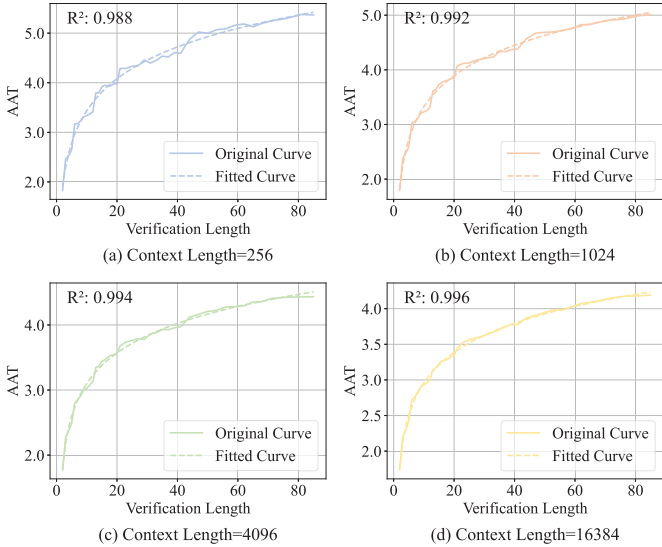 R²: 0.988
5.0
4.0
3.0
2.0
AAT
Original Curve
Fitted Curve
0 20 40 60 80
Verification Length
(a) Context Length=256
R²: 0.992
5.0
4.0
3.0
2.0
AAT
Original Curve
Fitted Curve
0 20 40 60 80
Verification Length
(b) Context Length=1024
R²: 0.994
4.0
3.0
2.0
AAT
Original Curve
Fitted Curve
0 20 40 60 80
Verification Length
(c) Context Length=4096
R²: 0.996
4.0
3.5
3.0
2.5
2.0
AAT
Original Curve
Fitted Curve
0 20 40 60 80
Verification Length
(d) Context Length=16384